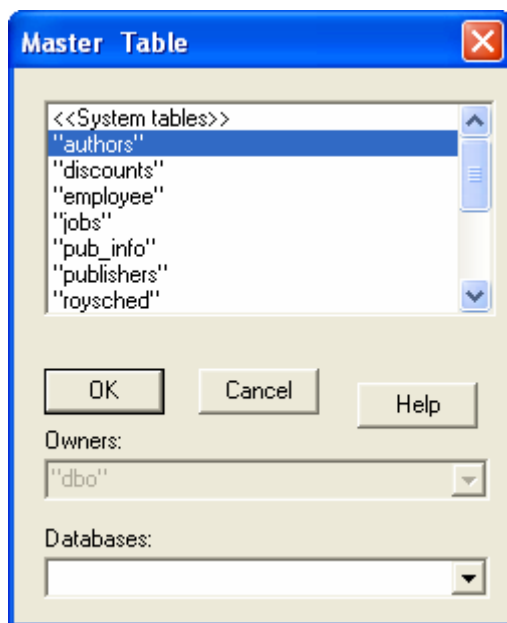 Master Table
<<System tables>>
"authors"
"discounts"
"employee"
"jobs"
"pub_info"
"publishers"
"roysched"
OK
Cancel
Help
Owners:
"dbo"
Databases: